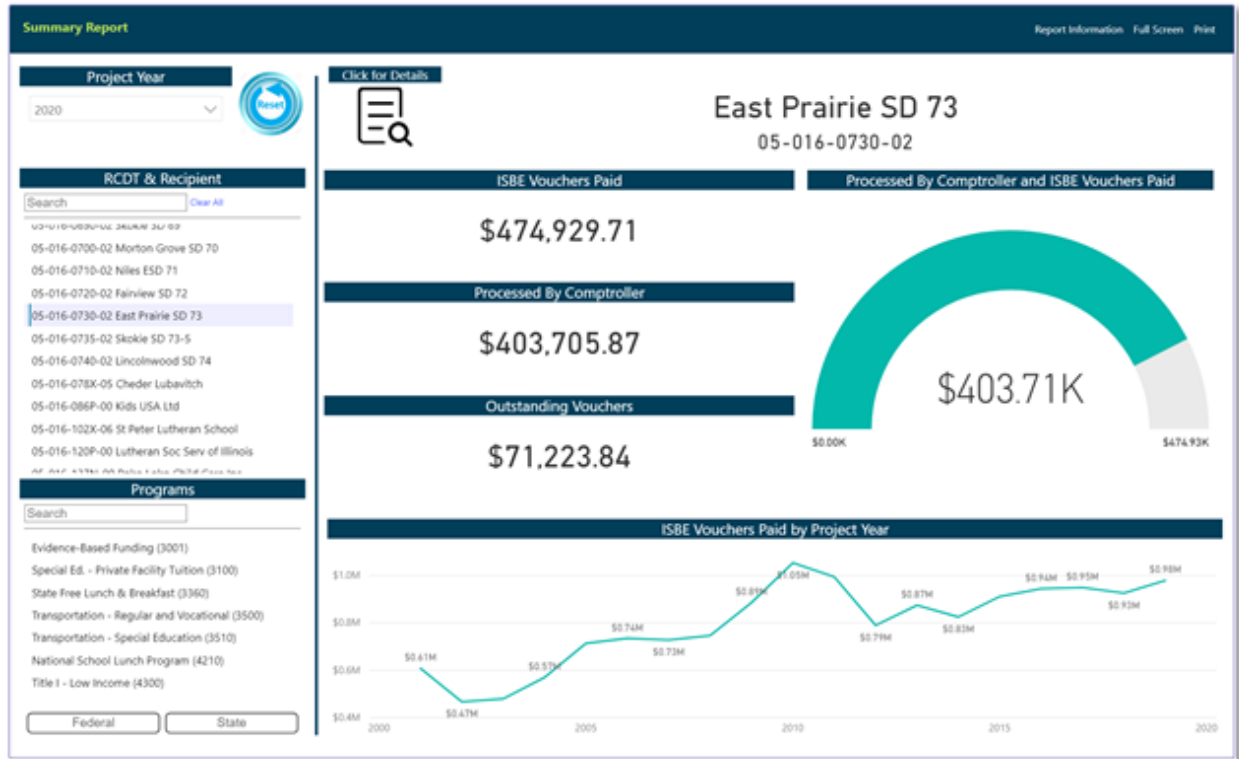 Summary Report
Report Information Full Screen Print
Project Year
2020
Reset
RCDT & Recipient
Search
Clear All
05-016-0690-02 Skokie SD 69
05-016-0700-02 Morton Grove SD 70
05-016-0710-02 Niles ESD 71
05-016-0720-02 Fairview SD 72
05-016-0730-02 East Prairie SD 73
05-016-0735-02 Skokie SD 73-5
05-016-0740-02 Lincolnwood SD 74
05-016-078X-05 Cheder Lubavitch
05-016-086P-00 Kids USA Ltd
05-016-102X-06 St Peter Lutheran School
05-016-120P-00 Lutheran Soc Serv of Illinois
Programs
Search
Evidence-Based Funding (3001)
Special Ed. - Private Facility Tuition (3100)
State Free Lunch & Breakfast (3360)
Transportation - Regular and Vocational (3500)
Transportation - Special Education (3510)
National School Lunch Program (4210)
Title I - Low Income (4300)
Federal
State
Click for Details
East Prairie SD 73
05-016-0730-02
ISBE Vouchers Paid
$474,929.71
Processed By Comptroller
$403,705.87
Outstanding Vouchers
$71,223.84
Processed By Comptroller and ISBE Vouchers Paid
$403.71K
$0.00K
$474.93K
ISBE Vouchers Paid by Project Year
$1.0M
$0.8M
$0.6M
$0.4M
$0.61M
$0.47M
$0.57M
$0.74M
$0.73M
$0.89M
$1.05M
$0.79M
$0.87M
$0.83M
$0.94M
$0.95M
$0.93M
$0.98M
2000
2005
2010
2015
2020